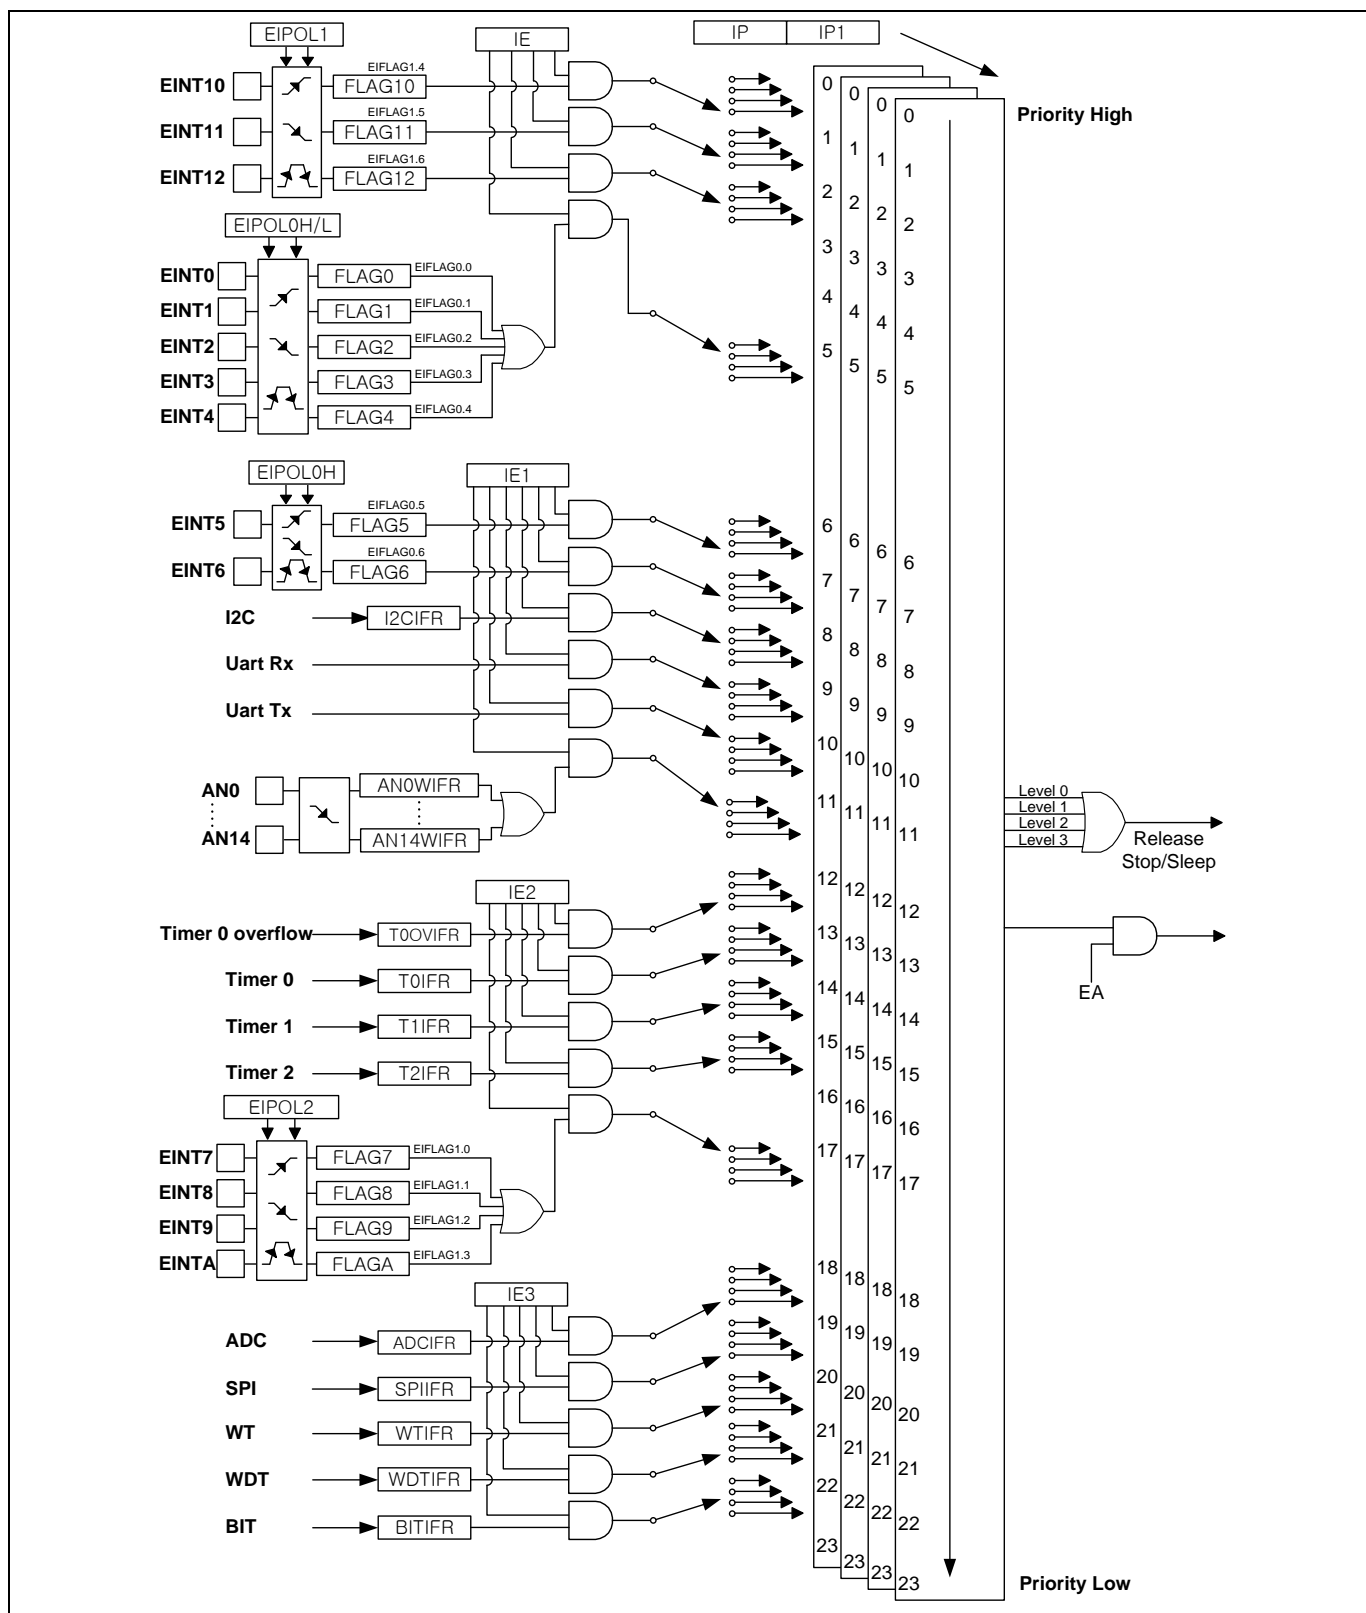 EIPOL1
IE
IP IP1
EINT10 FLAG10 EIFLAG1.4
EINT11 FLAG11 EIFLAG1.5
EINT12 FLAG12 EIFLAG1.6
EIPOL0H/L
EINT0 FLAG0 EIFLAG0.0
EINT1 FLAG1 EIFLAG0.1
EINT2 FLAG2 EIFLAG0.2
EINT3 FLAG3 EIFLAG0.3
EINT4 FLAG4 EIFLAG0.4
EIPOL0H
IE1
EINT5 FLAG5 EIFLAG0.5
EINT6 FLAG6 EIFLAG0.6
I2C I2CIFR
Uart Rx
Uart Tx
AN0 AN0WIFR
AN14 AN14WIFR
IE2
Timer 0 overflow T0OVIFR
Timer 0 T0IFR
Timer 1 T1IFR
Timer 2 T2IFR
EIPOL2
EINT7 FLAG7 EIFLAG1.0
EINT8 FLAG8 EIFLAG1.1
EINT9 FLAG9 EIFLAG1.2
EINTA FLAGA EIFLAG1.3
IE3
ADC ADCIFR
SPI SPIIFR
WT WTIFR
WDT WDTIFR
BIT BITIFR
0 0 0 0
1 1 1 1
2 2 2 2
3 3 3 3
4 4 4 4
5 5 5 5
6 6 6 6
7 7 7 7
8 8 8 8
9 9 9 9
10 10 10 10
11 11 11 11
12 12 12 12
13 13 13 13
14 14 14 14
15 15 15 15
16 16 16 16
17 17 17 17
18 18 18 18
19 19 19 19
20 20 20 20
21 21 21 21
22 22 22 22
23 23 23 23
Priority High
Level 0
Level 1
Level 2
Level 3
Release
Stop/Sleep
EA
Priority Low